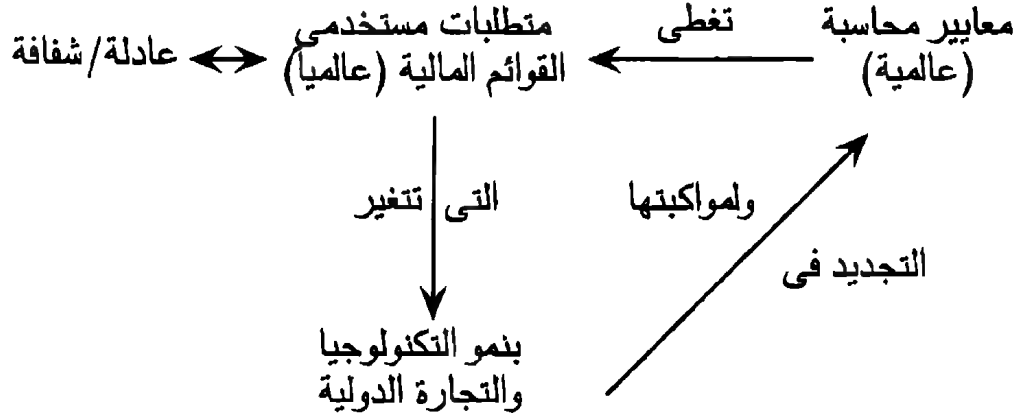 معايير محاسبة
(عالمية)
تغطى
متطلبات مستخدمى
القوائم المالية (عالمياً)
عادلة/شفافة
التى تتغير
بنمو التكنولوجيا
والتجارة الدولية
ولمواكبتها
التجديد فى